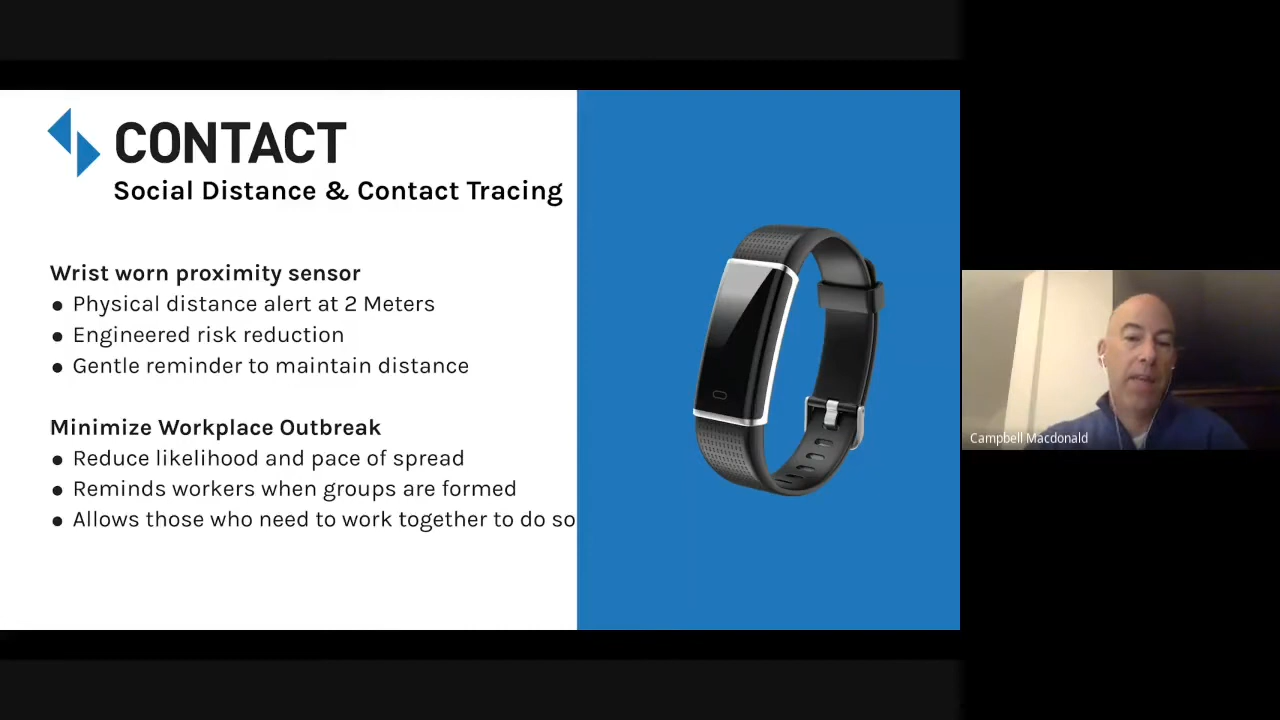 CONTACT
Social Distance & Contact Tracing
Wrist worn proximity sensor
● Physical distance alert at 2 Meters
● Engineered risk reduction
● Gentle reminder to maintain distance
Minimize Workplace Outbreak
● Reduce likelihood and pace of spread
● Reminds workers when groups are formed
● Allows those who need to work together to do so
Campbell Macdonald